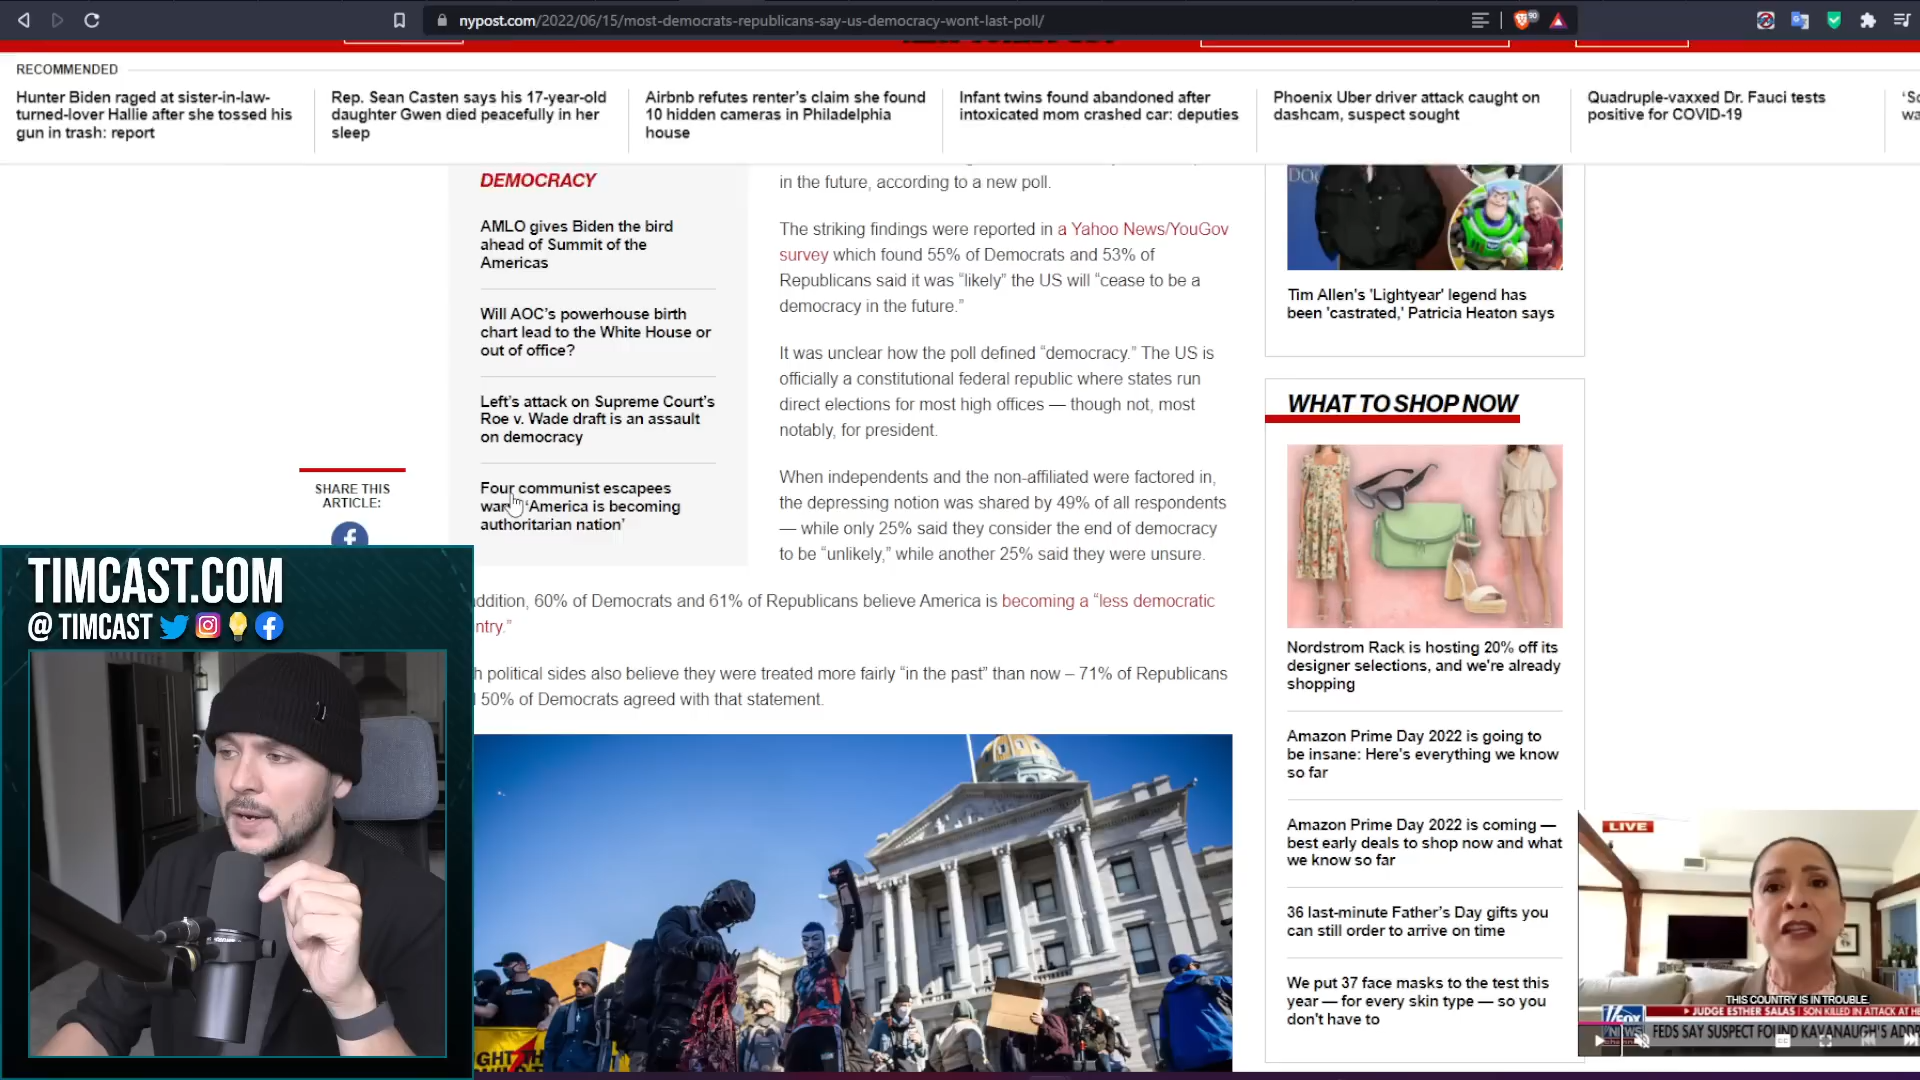 nypost.com/2022/06/15/most-democrats-republicans-say-us-democracy-wont-last-poll/
90
RECOMMENDED
Hunter Biden raged at sister-in-law-
turned-lover Hallie after she tossed his
gun in trash: report
Rep. Sean Casten says his 17-year-old
daughter Gwen died peacefully in her
sleep
Airbnb refutes renter's claim she found
10 hidden cameras in Philadelphia
house
Infant twins found abandoned after
intoxicated mom crashed car: deputies
Phoenix Uber driver attack caught on
dashcam, suspect sought
Quadruple-vaxxed Dr. Fauci tests
positive for COVID-19
DEMOCRACY
AMLO gives Biden the bird
ahead of Summit of the
Americas
Will AOC's powerhouse birth
chart lead to the White House or
out of office?
Left's attack on Supreme Court's
Roe v. Wade draft is an assault
on democracy
Four communist escapees
warn 'America is becoming
authoritarian nation'
SHARE THIS
ARTICLE:
in the future, according to a new poll.
The striking findings were reported in a Yahoo News/YouGov
survey which found 55% of Democrats and 53% of
Republicans said it was “likely” the US will “cease to be a
democracy in the future.”
It was unclear how the poll defined “democracy.” The US is
officially a constitutional federal republic where states run
direct elections for most high offices — though not, most
notably, for president.
When independents and the non-affiliated were factored in,
the depressing notion was shared by 49% of all respondents
— while only 25% said they consider the end of democracy
to be “unlikely,” while another 25% said they were unsure.
ddition, 60% of Democrats and 61% of Republicans believe America is becoming a “less democratic
ntry.”
h political sides also believe they were treated more fairly “in the past” than now – 71% of Republicans
50% of Democrats agreed with that statement.
Tim Allen's 'Lightyear' legend has
been 'castrated,' Patricia Heaton says
WHAT TO SHOP NOW
Nordstrom Rack is hosting 20% off its
designer selections, and we're already
shopping
Amazon Prime Day 2022 is going to
be insane: Here's everything we know
so far
Amazon Prime Day 2022 is coming —
best early deals to shop now and what
we know so far
36 last-minute Father's Day gifts you
can still order to arrive on time
We put 37 face masks to the test this
year — for every skin type — so you
don't have to
TIMCAST.COM
@ TIMCAST
LIVE
THIS COUNTRY IS IN TROUBLE.
FOX
NEWS
JUDGE ESTHER SALAS | SON KILLED IN ATTACK AT HE
FEDS SAY SUSPECT FOUND KAVANAUGH'S ADD